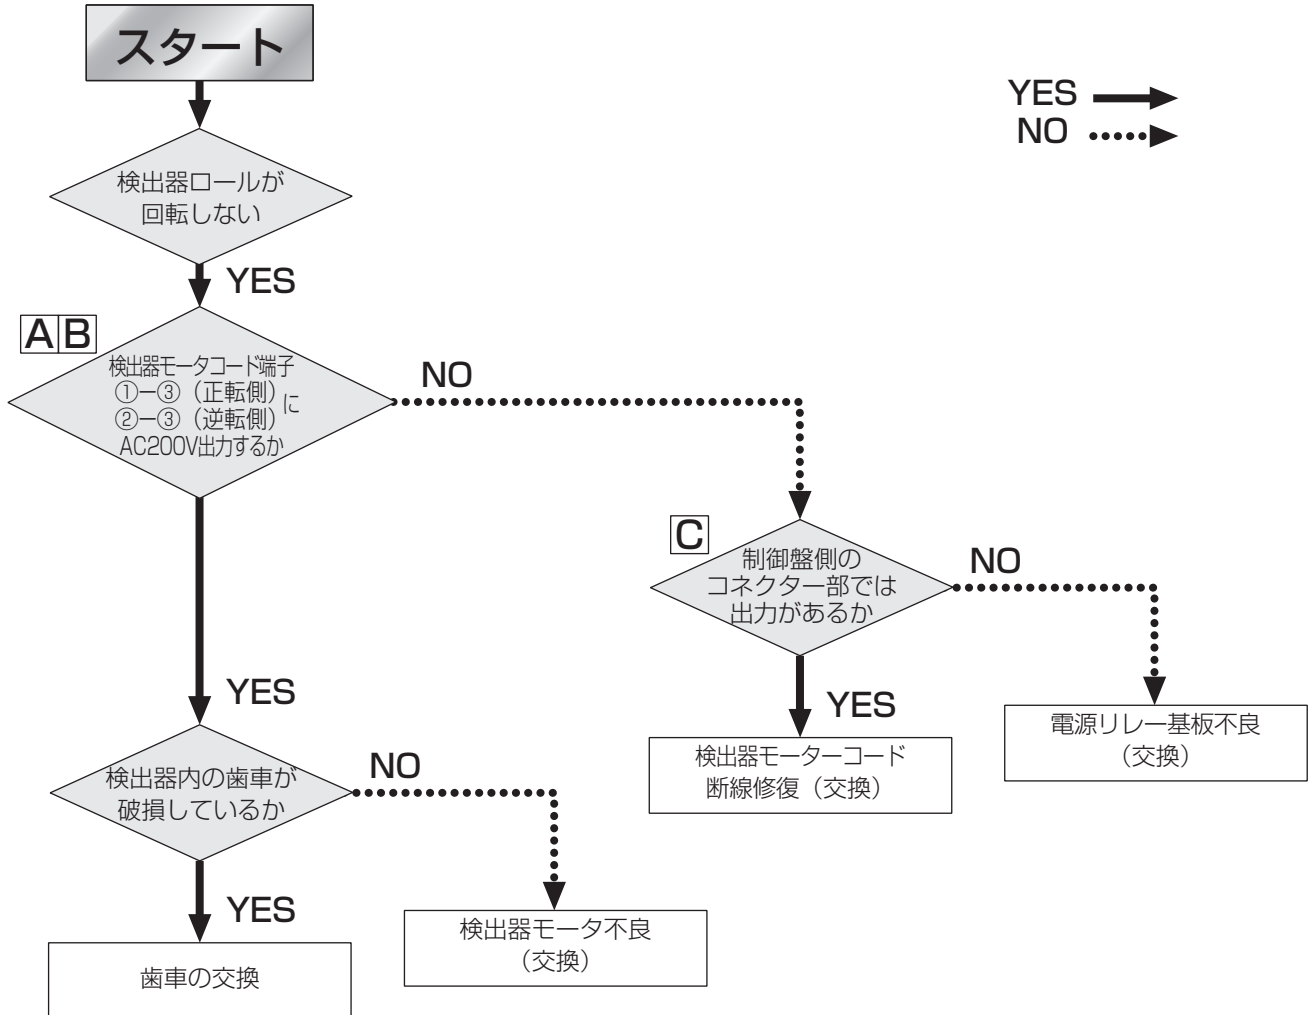 スタート
YES
NO
検出器ロールが
回転しない
YES
AB
検出器モータコード端子
①ー③(正転側)に
②ー③(逆転側)
AC200V出力するか
NO
C
制御盤側の
コネクター部では
出力があるか
NO
YES
電源リレー基板不良
(交換)
検出器モーターコード
断線修復(交換)
YES
検出器内の歯車が
破損しているか
NO
YES
検出器モータ不良
(交換)
歯車の交換